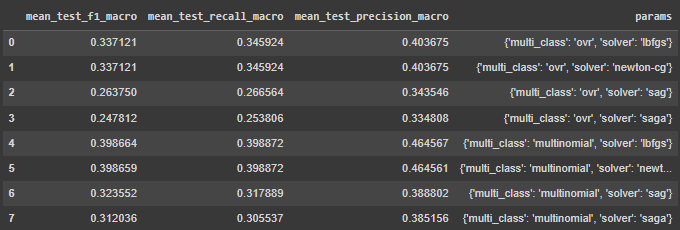 mean_test_f1_macro mean_test_recall_macro mean_test_precision_macro params
0 0.337121 0.345924 0.403675 {'multi_class': 'ovr', 'solver': 'lbfgs'}
1 0.337121 0.345924 0.403675 {'multi_class': 'ovr', 'solver': 'newton-cg'}
2 0.263750 0.266564 0.343546 {'multi_class': 'ovr', 'solver': 'sag'}
3 0.247812 0.253806 0.334808 {'multi_class': 'ovr', 'solver': 'saga'}
4 0.398664 0.398872 0.464567 {'multi_class': 'multinomial', 'solver': 'lbfgs'}
5 0.398659 0.398872 0.464561 {'multi_class': 'multinomial', 'solver': 'newt...
6 0.323552 0.317889 0.388802 {'multi_class': 'multinomial', 'solver': 'sag'}
7 0.312036 0.305537 0.385156 {'multi_class': 'multinomial', 'solver': 'saga'}